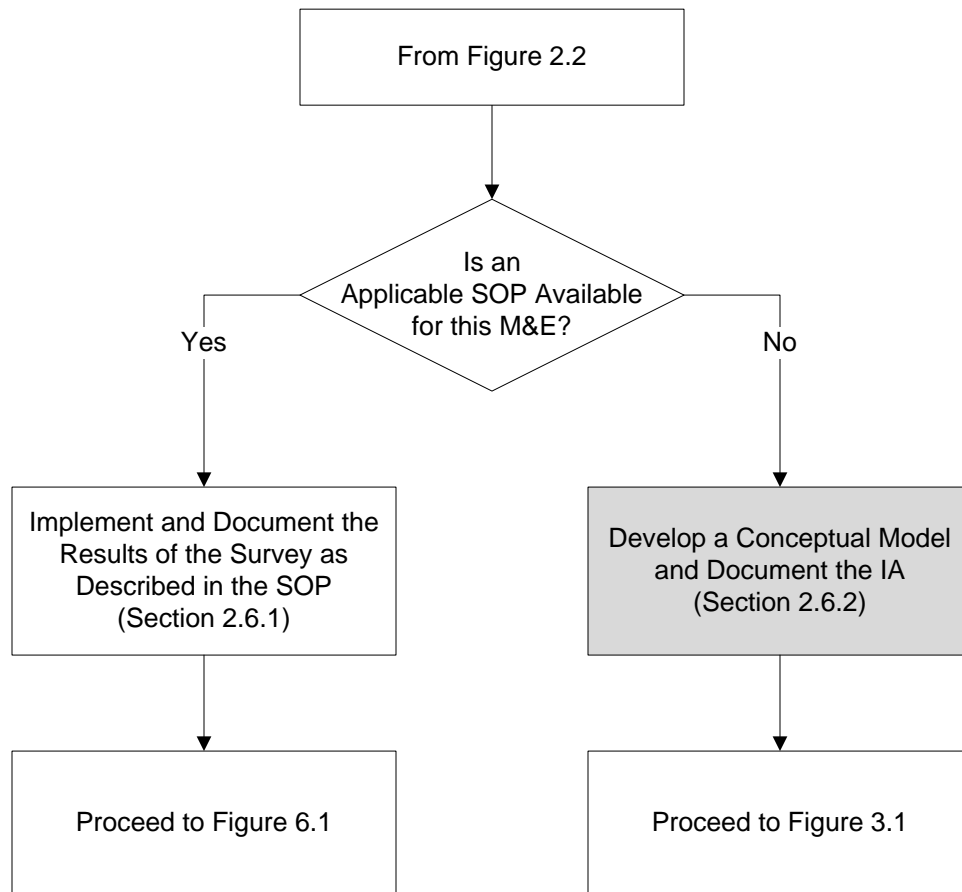 From Figure 2.2
Is an
Applicable SOP Available
for this M&E?
Yes
No
Implement and Document the
Results of the Survey as
Described in the SOP
(Section 2.6.1)
Develop a Conceptual Model
and Document the IA
(Section 2.6.2)
Proceed to Figure 6.1
Proceed to Figure 3.1